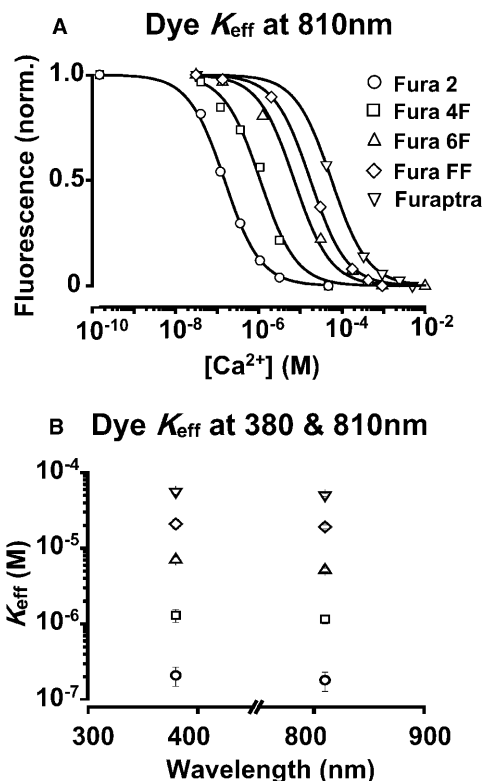 A Dye Keff at 810nm
Fluorescence (norm.)
1.0
0.5
0
Fura 2
Fura 4F
Fura 6F
Fura FF
Furaptra
10-10 10-8 10-6 10-4 10-2
[Ca2+] (M)
B Dye Keff at 380 & 810nm
Keff (M)
10-4
10-5
10-6
10-7
300 400 800 900
Wavelength (nm)